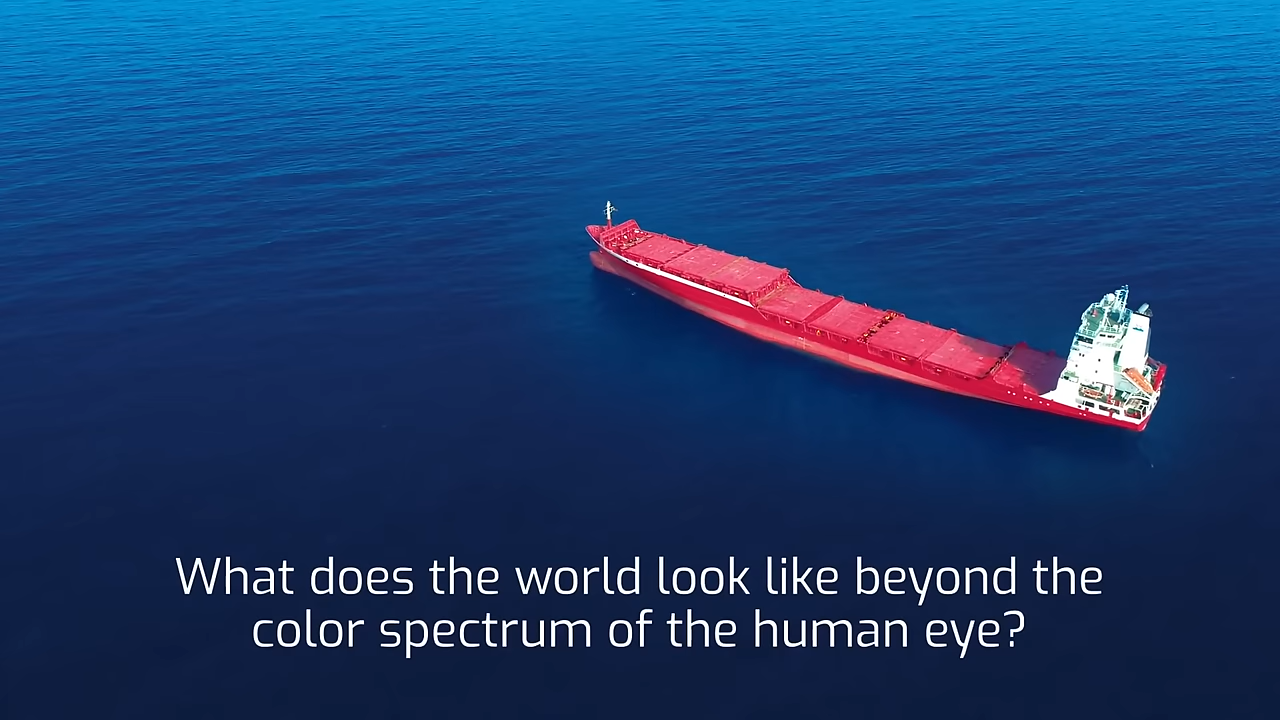 What does the world look like beyond the
color spectrum of the human eye?